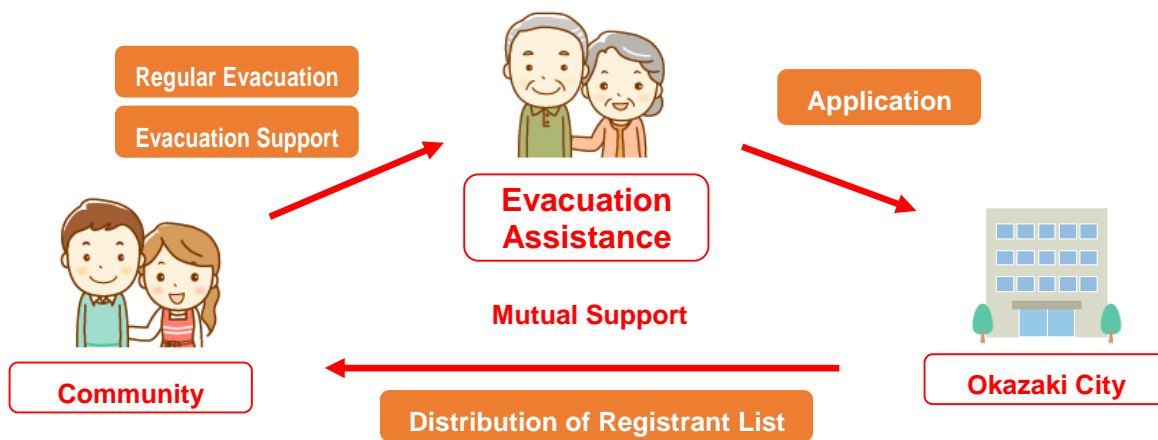 Regular Evacuation
Evacuation Support
Application
Evacuation
Assistance
Mutual Support
Community
Okazaki City
Distribution of Registrant List